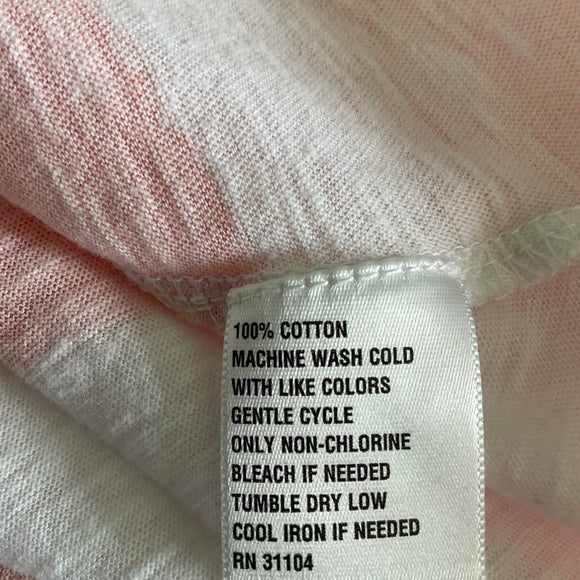 100% COTTON
MACHINE WASH COLD
WITH LIKE COLORS
GENTLE CYCLE
ONLY NON-CHLORINE
BLEACH IF NEEDED
TUMBLE DRY LOW
COOL IRON IF NEEDED
RN 31104